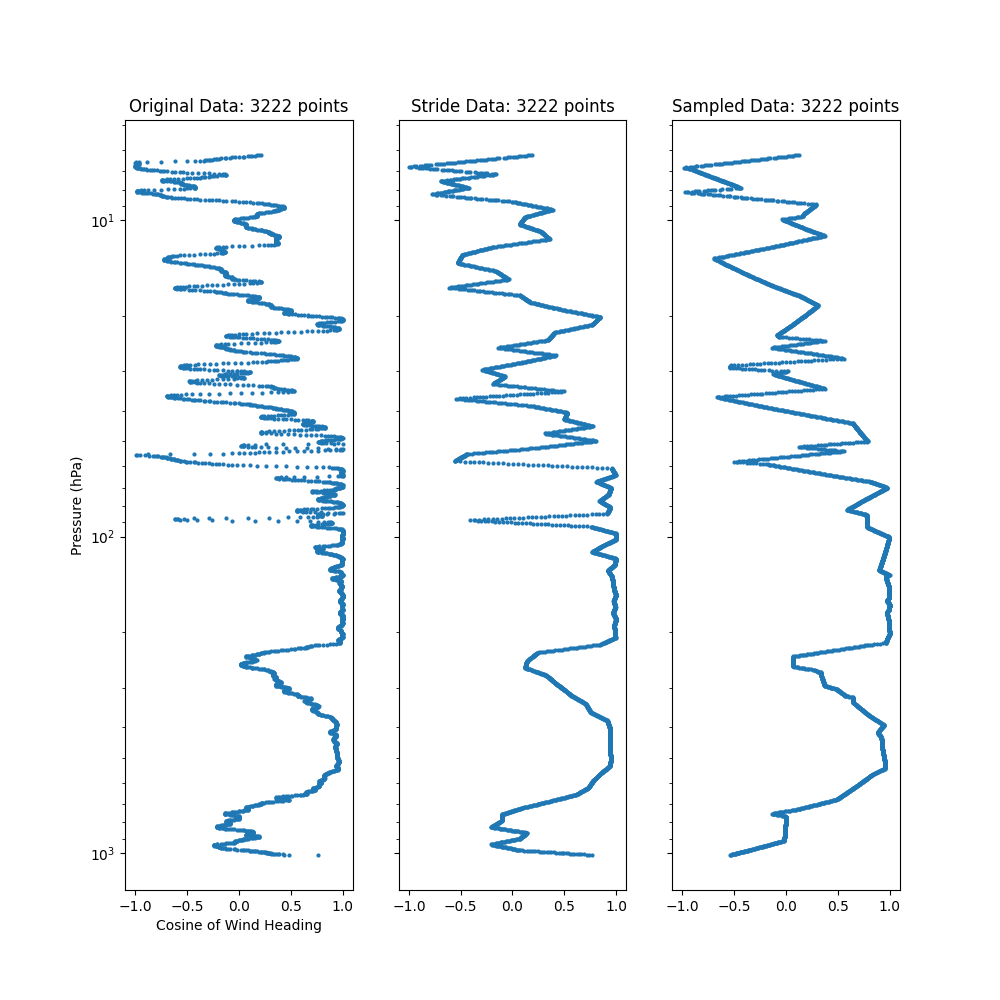 Original Data: 3222 points
Stride Data: 3222 points
Sampled Data: 3222 points
Pressure (hPa)
10¹
10²
10³
−1.0 −0.5 0.0 0.5 1.0
−1.0 −0.5 0.0 0.5 1.0
−1.0 −0.5 0.0 0.5 1.0
Cosine of Wind Heading